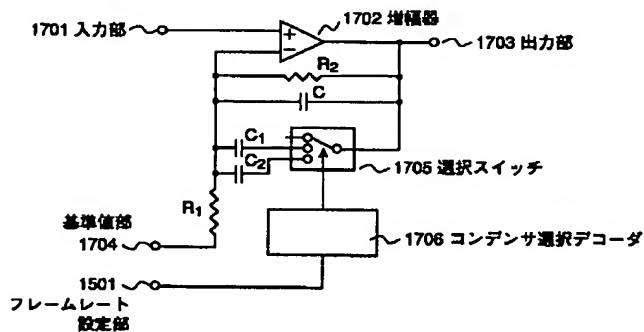 1702 増幅器
1701 入力部
+
−
1703 出力部
R2
C
C1
C2
1705 選択スイッチ
R1
基準値部
1704
1706 コンデンサ選択デコーダ
1501
フレームレート
設定部